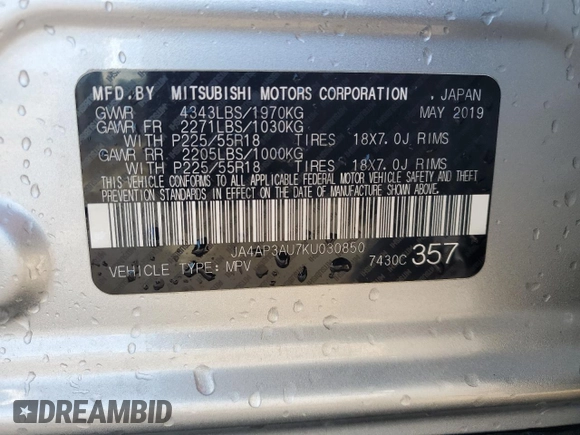 MFD.BY MITSUBISHI MOTORS CORPORATION . JAPAN
GVWR 4343LBS/1970KG MAY 2019
GAWR FR 2271LBS/1030KG
WITH P225/55R18 TIRES 18X7.0J RIMS
GAWR RR 2205LBS/1000KG
WITH P225/55R18 TIRES 18X7.0J RIMS
THIS VEHICLE CONFORMS TO ALL APPLICABLE FEDERAL MOTOR VEHICLE SAFETY AND THEFT
PREVENTION STANDARDS IN EFFECT ON THE DATE OF MANUFACTURE SHOWN ABOVE.
JA4AP3AU7KU030850
VEHICLE TYPE: MPV 7430C 357
DREAMBID